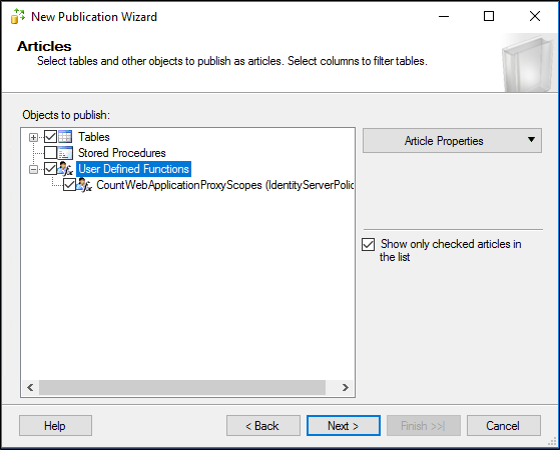 New Publication Wizard
Articles
Select tables and other objects to publish as articles. Select columns to filter tables.
Objects to publish:
Tables
Stored Procedures
User Defined Functions
CountWebApplicationProxyScopes (IdentityServerPolic
Article Properties
Show only checked articles in
the list
Help
< Back
Next >
Finish >>|
Cancel